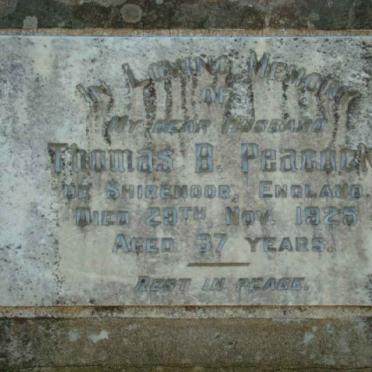 In Loving Memory
of
My dear husband
Thomas B. Peacock
of Shiremoor, England.
Died 29th Nov. 1925
Aged 37 years.
Rest in peace.